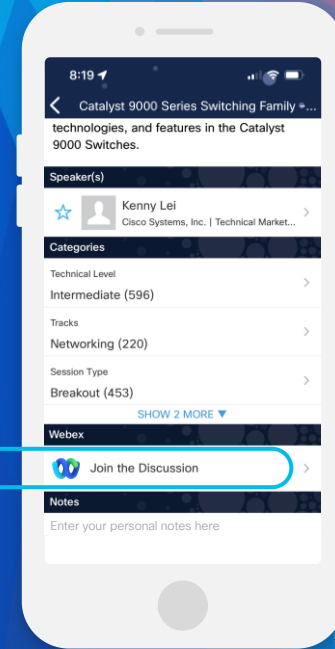 8:19
Catalyst 9000 Series Switching Family -...
technologies, and features in the Catalyst
9000 Switches.
Speaker(s)
Kenny Lei
Cisco Systems, Inc. | Technical Market...
Categories
Technical Level
Intermediate (596)
Tracks
Networking (220)
Session Type
Breakout (453)
SHOW 2 MORE ▼
Webex
Join the Discussion
Notes
Enter your personal notes here